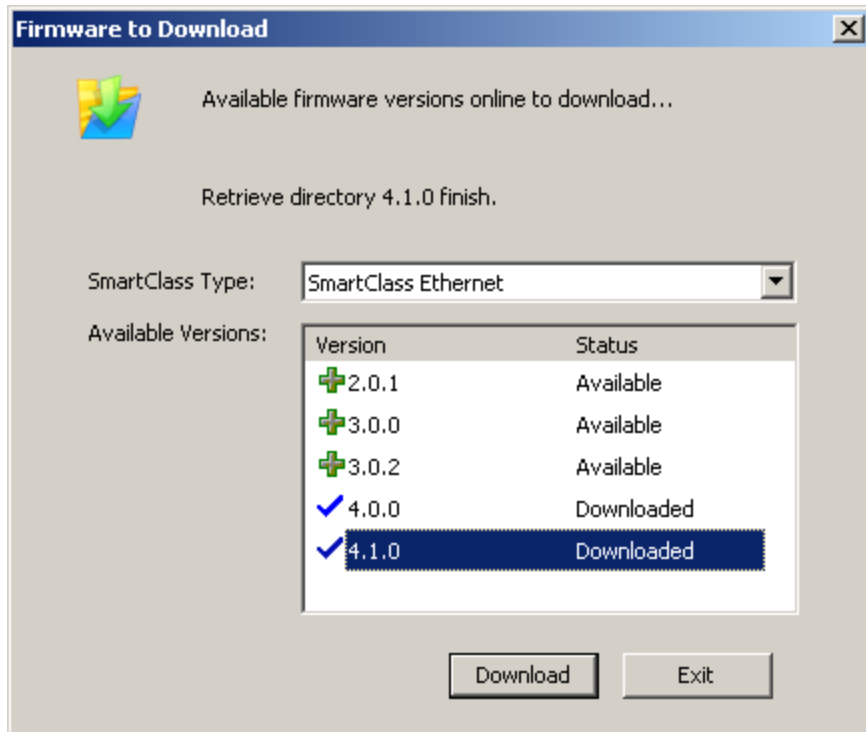 Firmware to Download
Available firmware versions online to download...
Retrieve directory 4.1.0 finish.
SmartClass Type: SmartClass Ethernet
Available Versions:
Version Status
2.0.1 Available
3.0.0 Available
3.0.2 Available
4.0.0 Downloaded
4.1.0 Downloaded
Download Exit